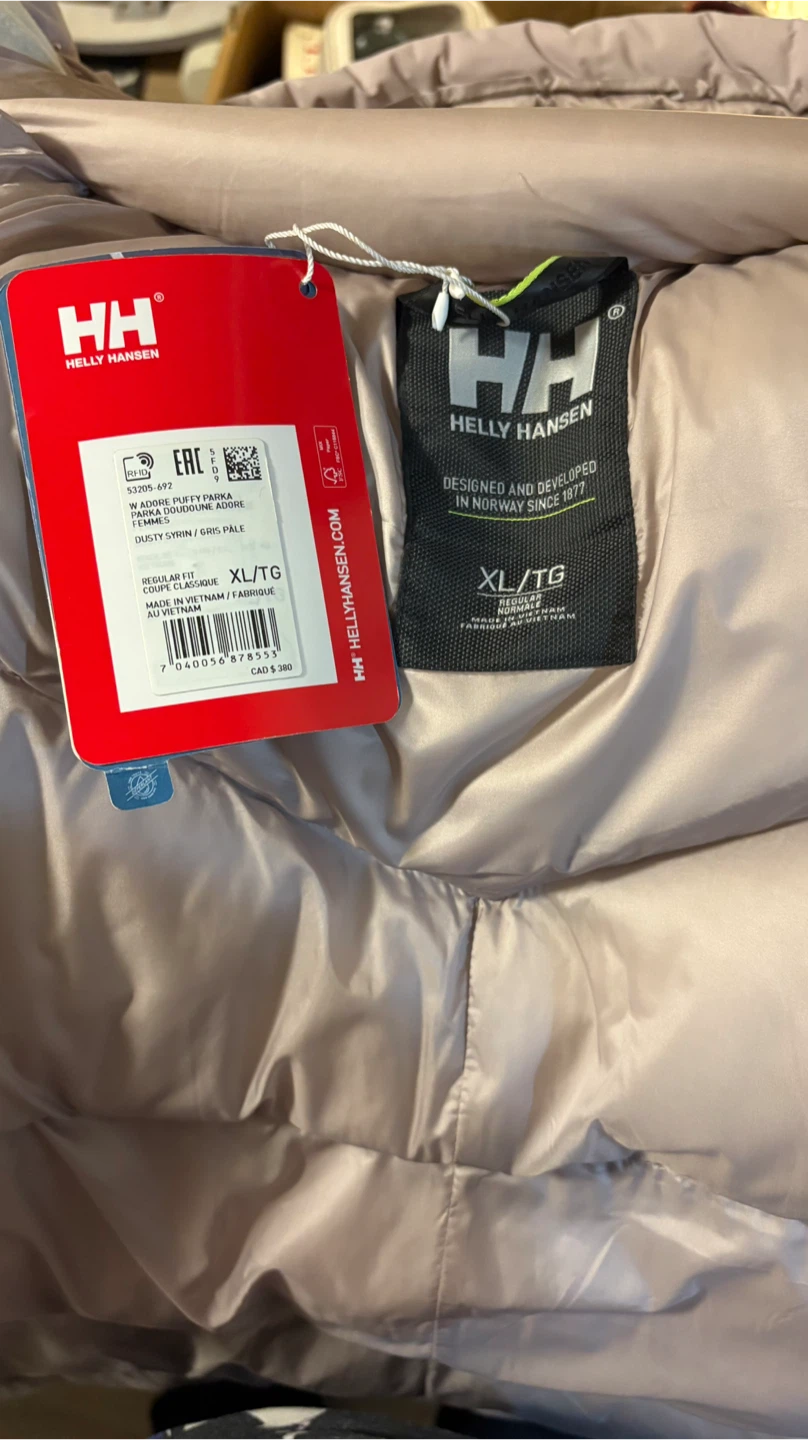 HH®
HELLY HANSEN
RFID
EAC
5FD9
53205-692
W ADORE PUFFY PARKA
PARKA DOUDOUNE ADORE
FEMMES
DUSTY SYRIN / GRIS PÂLE
REGULAR FIT
COUPE CLASSIQUE
XL/TG
MADE IN VIETNAM / FABRIQUÉ
AU VIETNAM
7 040056 878553
CAD $ 380
HH® HELLYHANSEN.COM
HH®
HELLY HANSEN
DESIGNED AND DEVELOPED
IN NORWAY SINCE 1877
XL/TG
REGULAR
NORMALE
MADE IN VIETNAM
FABRIQUÉ AU VIETNAM